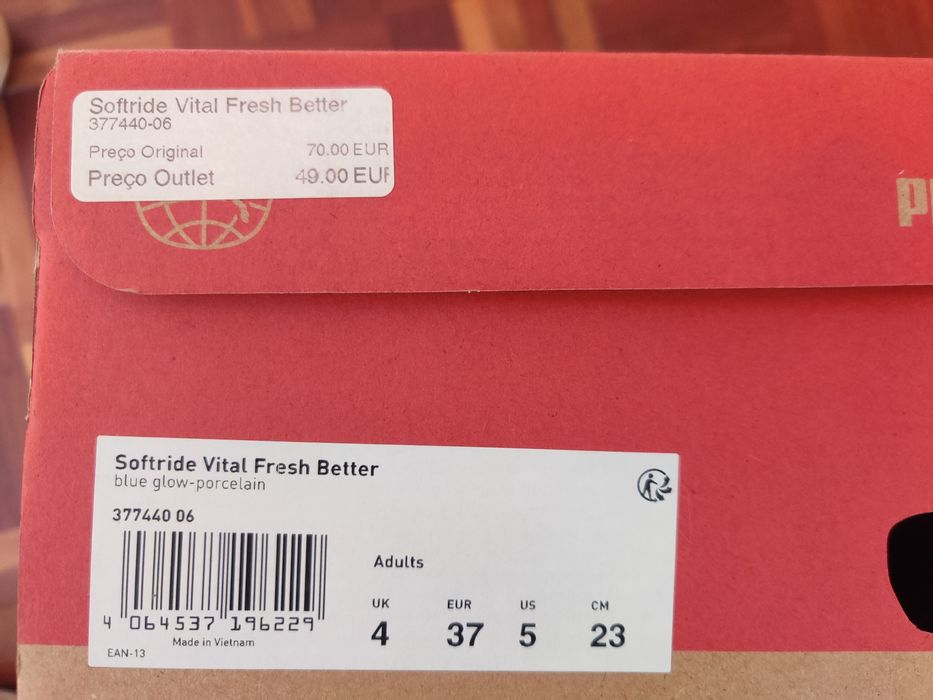 Softride Vital Fresh Better
377440-06
Preço Original 70.00 EUR
Preço Outlet 49.00 EUR
Softride Vital Fresh Better
blue glow-porcelain
377440 06
Adults
UK EUR US CM
4 37 5 23
4 064537 196229
Made in Vietnam
EAN-13